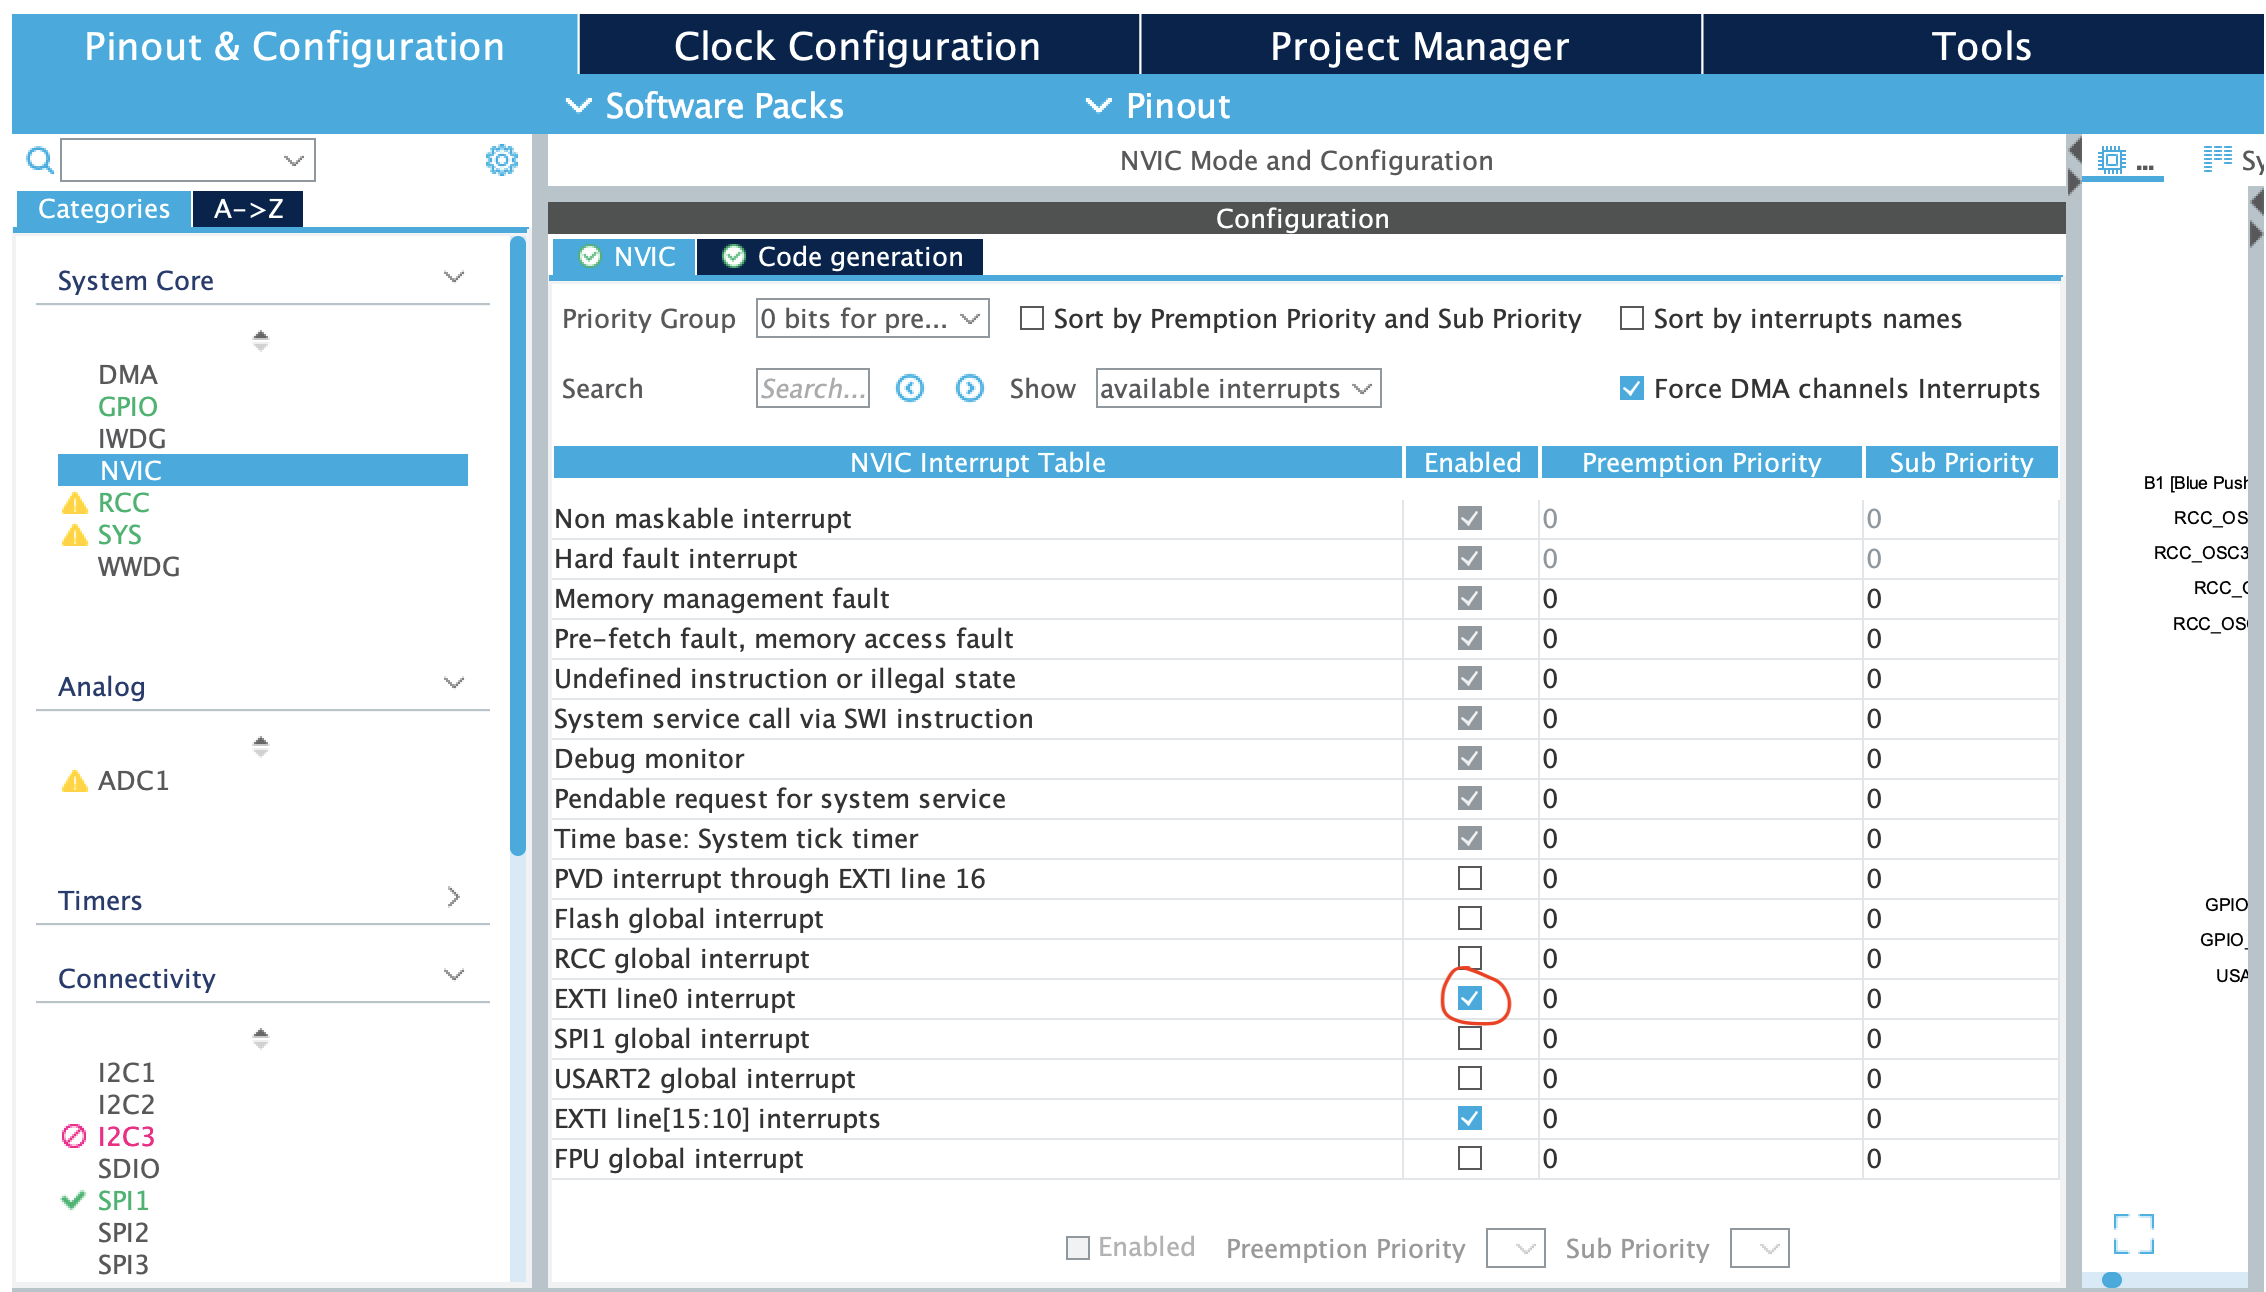 Pinout & Configuration
Clock Configuration
Project Manager
Tools
Software Packs
Pinout
NVIC Mode and Configuration
...
Categories
A->Z
Configuration
System Core
DMA
GPIO
IWDG
NVIC
RCC
SYS
WWDG
Analog
ADC1
Timers
Connectivity
I2C1
I2C2
I2C3
SDIO
SPI1
SPI2
SPI3
NVIC
Code generation
Priority Group 0 bits for pre... Sort by Premption Priority and Sub Priority Sort by interrupts names
Search Search... Show available interrupts Force DMA channels Interrupts
NVIC Interrupt Table Enabled Preemption Priority Sub Priority
Non maskable interrupt 0 0
Hard fault interrupt 0 0
Memory management fault 0 0
Pre-fetch fault, memory access fault 0 0
Undefined instruction or illegal state 0 0
System service call via SWI instruction 0 0
Debug monitor 0 0
Pendable request for system service 0 0
Time base: System tick timer 0 0
PVD interrupt through EXTI line 16 0 0
Flash global interrupt 0 0
RCC global interrupt 0 0
EXTI line0 interrupt 0 0
SPI1 global interrupt 0 0
USART2 global interrupt 0 0
EXTI line[15:10] interrupts 0 0
FPU global interrupt 0 0
Enabled Preemption Priority Sub Priority
B1 [Blue Push
RCC_OS
RCC_OSC3
RCC_
RCC_OS
GPIO
GPIO_
USA